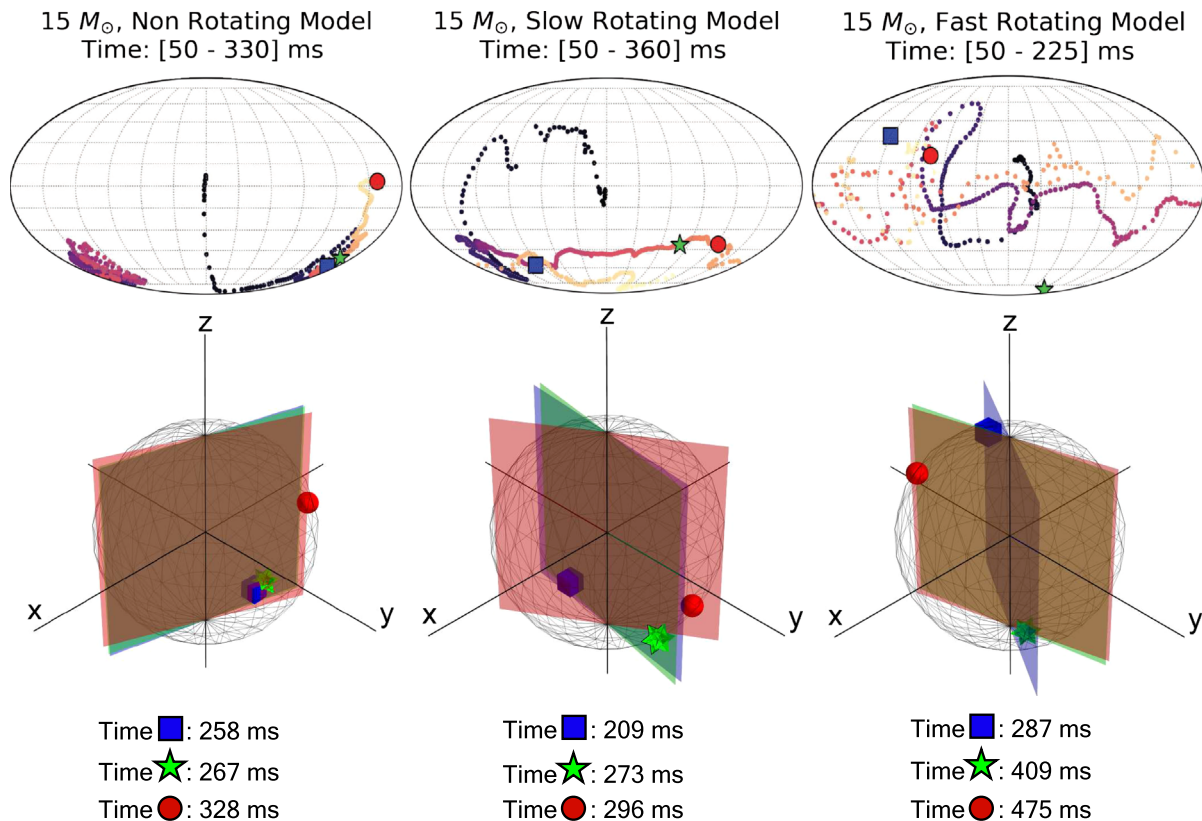 15 M⊙, Non Rotating Model
Time: [50 - 330] ms
15 M⊙, Slow Rotating Model
Time: [50 - 360] ms
15 M⊙, Fast Rotating Model
Time: [50 - 225] ms
z
x
y
z
x
y
z
x
y
Time : 258 ms
Time : 267 ms
Time : 328 ms
Time : 209 ms
Time : 273 ms
Time : 296 ms
Time : 287 ms
Time : 409 ms
Time : 475 ms